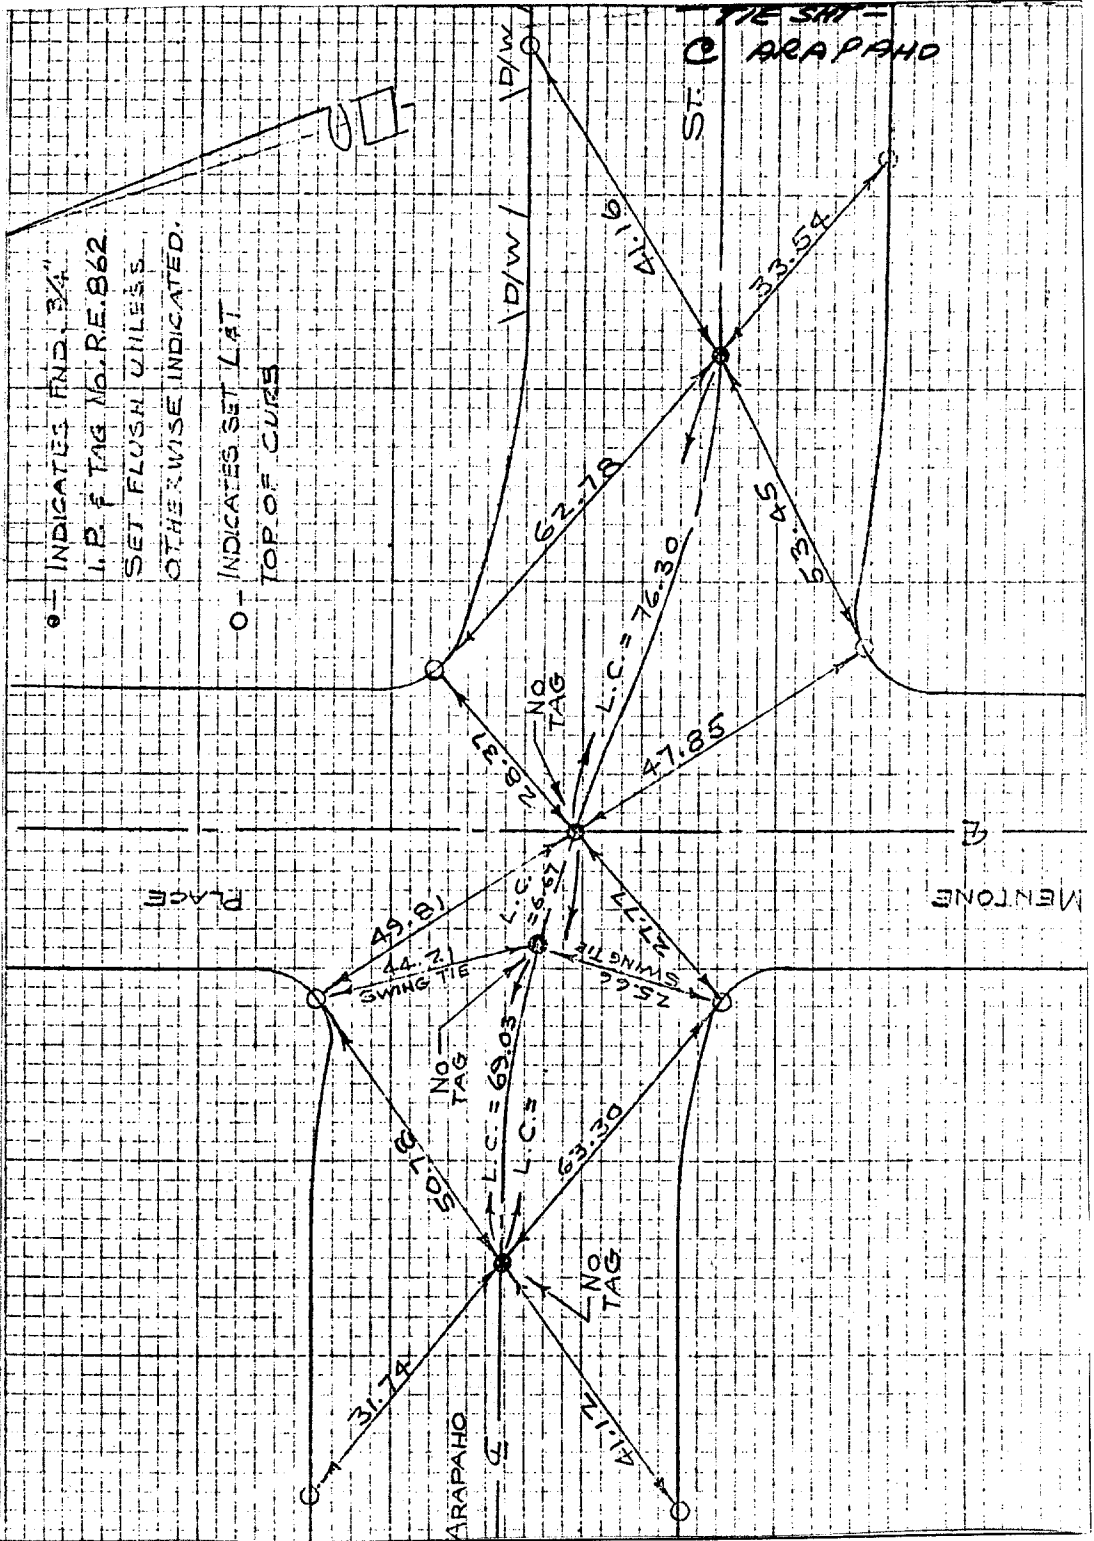 TIE SHT -
@ ARAPAHO
ST.
\D/W\
\D/W/
INDICATES FND. 3/4"
I.P. & TAG No. R.E. 862
SET FLUSH UNLESS
OTHERWISE INDICATED.
INDICATES SET L&T
TOP OF CURB
41.16
33.54
62.78
53.45
L.C. = 76.30
NO
TAG
28.37
47.85
PLACE
℄
MENTONE
49.81
L.C.
= 6.67
27.77
44.21
SWING TIE
25.66
SWING TIE
NO
TAG
L.C. = 69.03
L.C. =
50.78
63.30
NO
TAG
31.74
41.12
ARAPAHO
℄